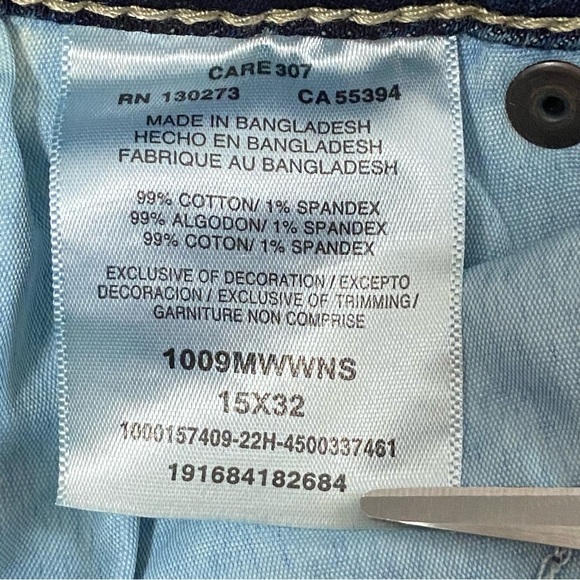 CARE 307
RN 130273 CA 55394
MADE IN BANGLADESH
HECHO EN BANGLADESH
FABRIQUE AU BANGLADESH
99% COTTON/ 1% SPANDEX
99% ALGODON/ 1% SPANDEX
99% COTON/ 1% SPANDEX
EXCLUSIVE OF DECORATION / EXCEPTO
DECORACION / EXCLUSIVE OF TRIMMING /
GARNITURE NON COMPRISE
1009MWWNS
15X32
1000157409-22H-4500337461
191684182684